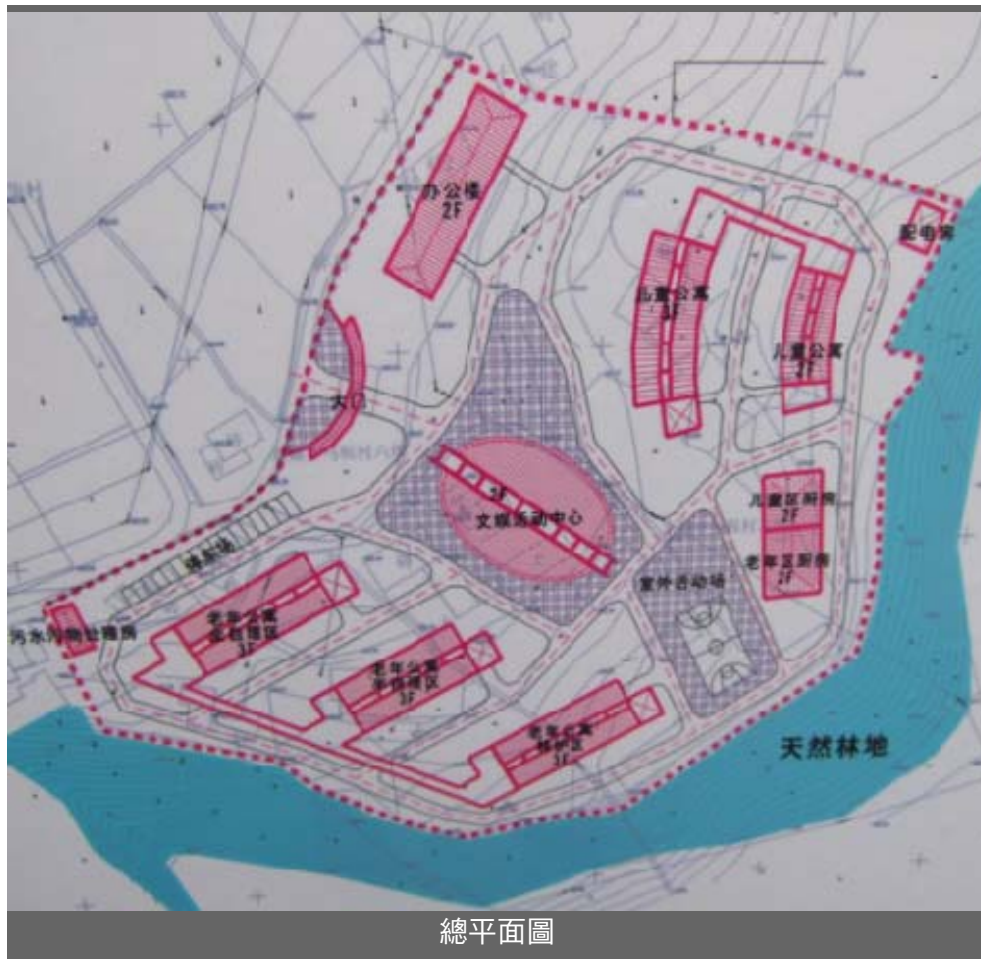 办公楼
2F
配电房
儿童公寓
3F
儿童公寓
3F
大门
2F
文娱活动中心
儿童区厨房
2F
老年区厨房
2F
室外活动场
停车场
老年公寓
3F
老年公寓
3F
老年公寓
3F
天然林地
總平面圖